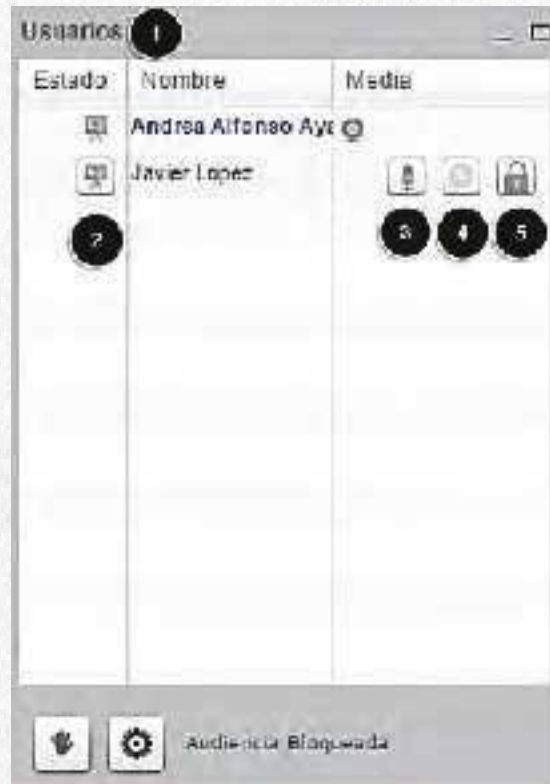 Usuarios 1
Estado Nombre Media
Andrea Alfonso Aya
Javier Lopez
2 3 4 5
Audiencia Bloqueada